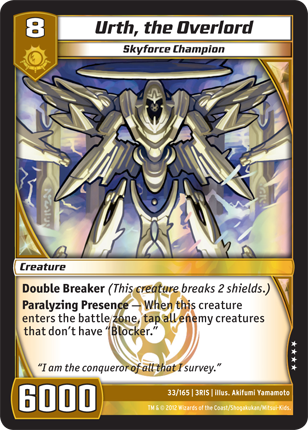 8
Urth, the Overlord
Skyforce Champion
Creature
Double Breaker (This creature breaks 2 shields.)
Paralyzing Presence — When this creature
enters the battle zone, tap all enemy creatures
that don't have "Blocker."
"I am the conqueror of all that I survey."
6000
33/165 | 3RIS | illus. Akifumi Yamamoto
TM & © 2012 Wizards of the Coast/Shogakukan/Mitsui-Kids.